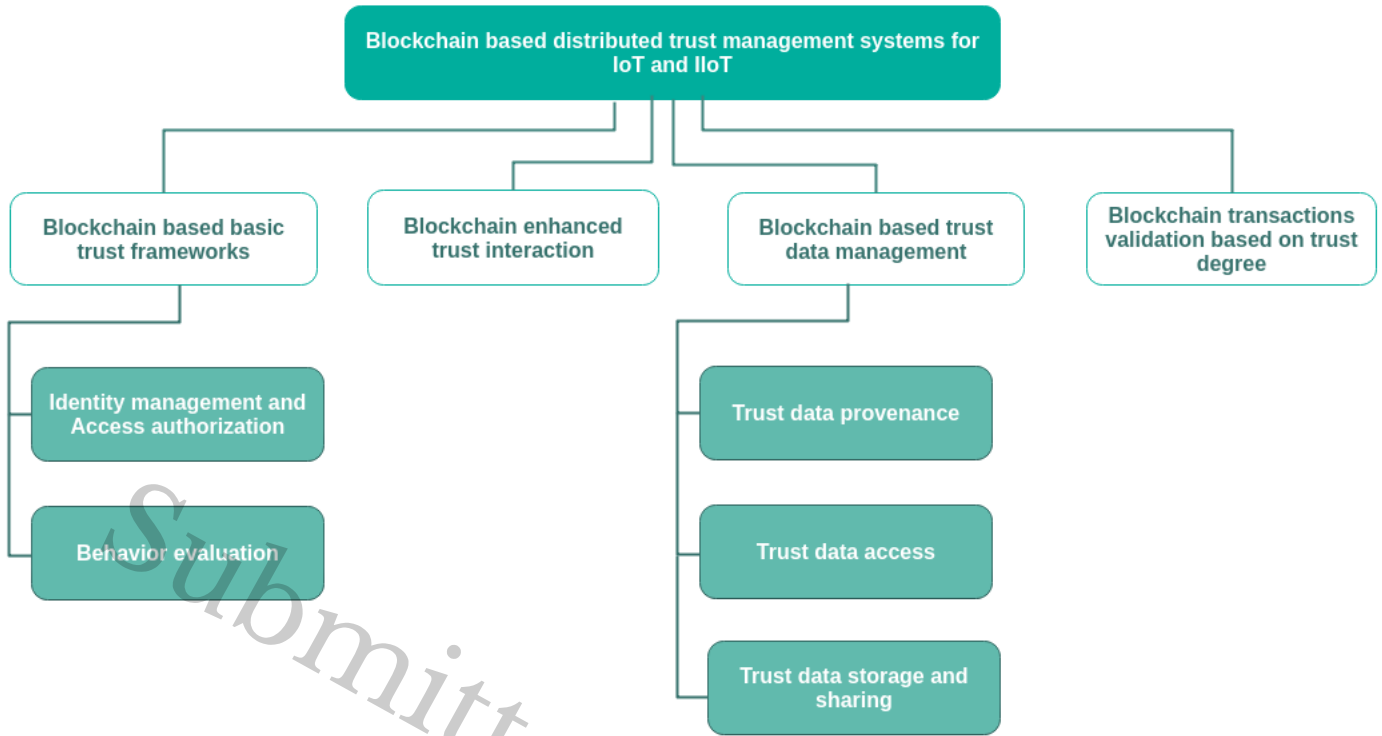 Blockchain based distributed trust management systems for
IoT and IIoT
Blockchain based basic
trust frameworks
Blockchain enhanced
trust interaction
Blockchain based trust
data management
Blockchain transactions
validation based on trust
degree
Identity management and
Access authorization
Behavior evaluation
Trust data provenance
Trust data access
Trust data storage and
sharing
Submitt